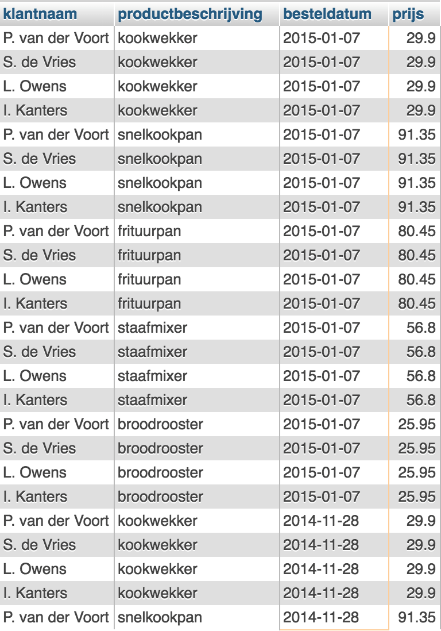 klantnaam productbeschrijving besteldatum prijs
P. van der Voort kookwekker 2015-01-07 29.9
S. de Vries kookwekker 2015-01-07 29.9
L. Owens kookwekker 2015-01-07 29.9
I. Kanters kookwekker 2015-01-07 29.9
P. van der Voort snelkookpan 2015-01-07 91.35
S. de Vries snelkookpan 2015-01-07 91.35
L. Owens snelkookpan 2015-01-07 91.35
I. Kanters snelkookpan 2015-01-07 91.35
P. van der Voort frituurpan 2015-01-07 80.45
S. de Vries frituurpan 2015-01-07 80.45
L. Owens frituurpan 2015-01-07 80.45
I. Kanters frituurpan 2015-01-07 80.45
P. van der Voort staafmixer 2015-01-07 56.8
S. de Vries staafmixer 2015-01-07 56.8
L. Owens staafmixer 2015-01-07 56.8
I. Kanters staafmixer 2015-01-07 56.8
P. van der Voort broodrooster 2015-01-07 25.95
S. de Vries broodrooster 2015-01-07 25.95
L. Owens broodrooster 2015-01-07 25.95
I. Kanters broodrooster 2015-01-07 25.95
P. van der Voort kookwekker 2014-11-28 29.9
S. de Vries kookwekker 2014-11-28 29.9
L. Owens kookwekker 2014-11-28 29.9
I. Kanters kookwekker 2014-11-28 29.9
P. van der Voort snelkookpan 2014-11-28 91.35